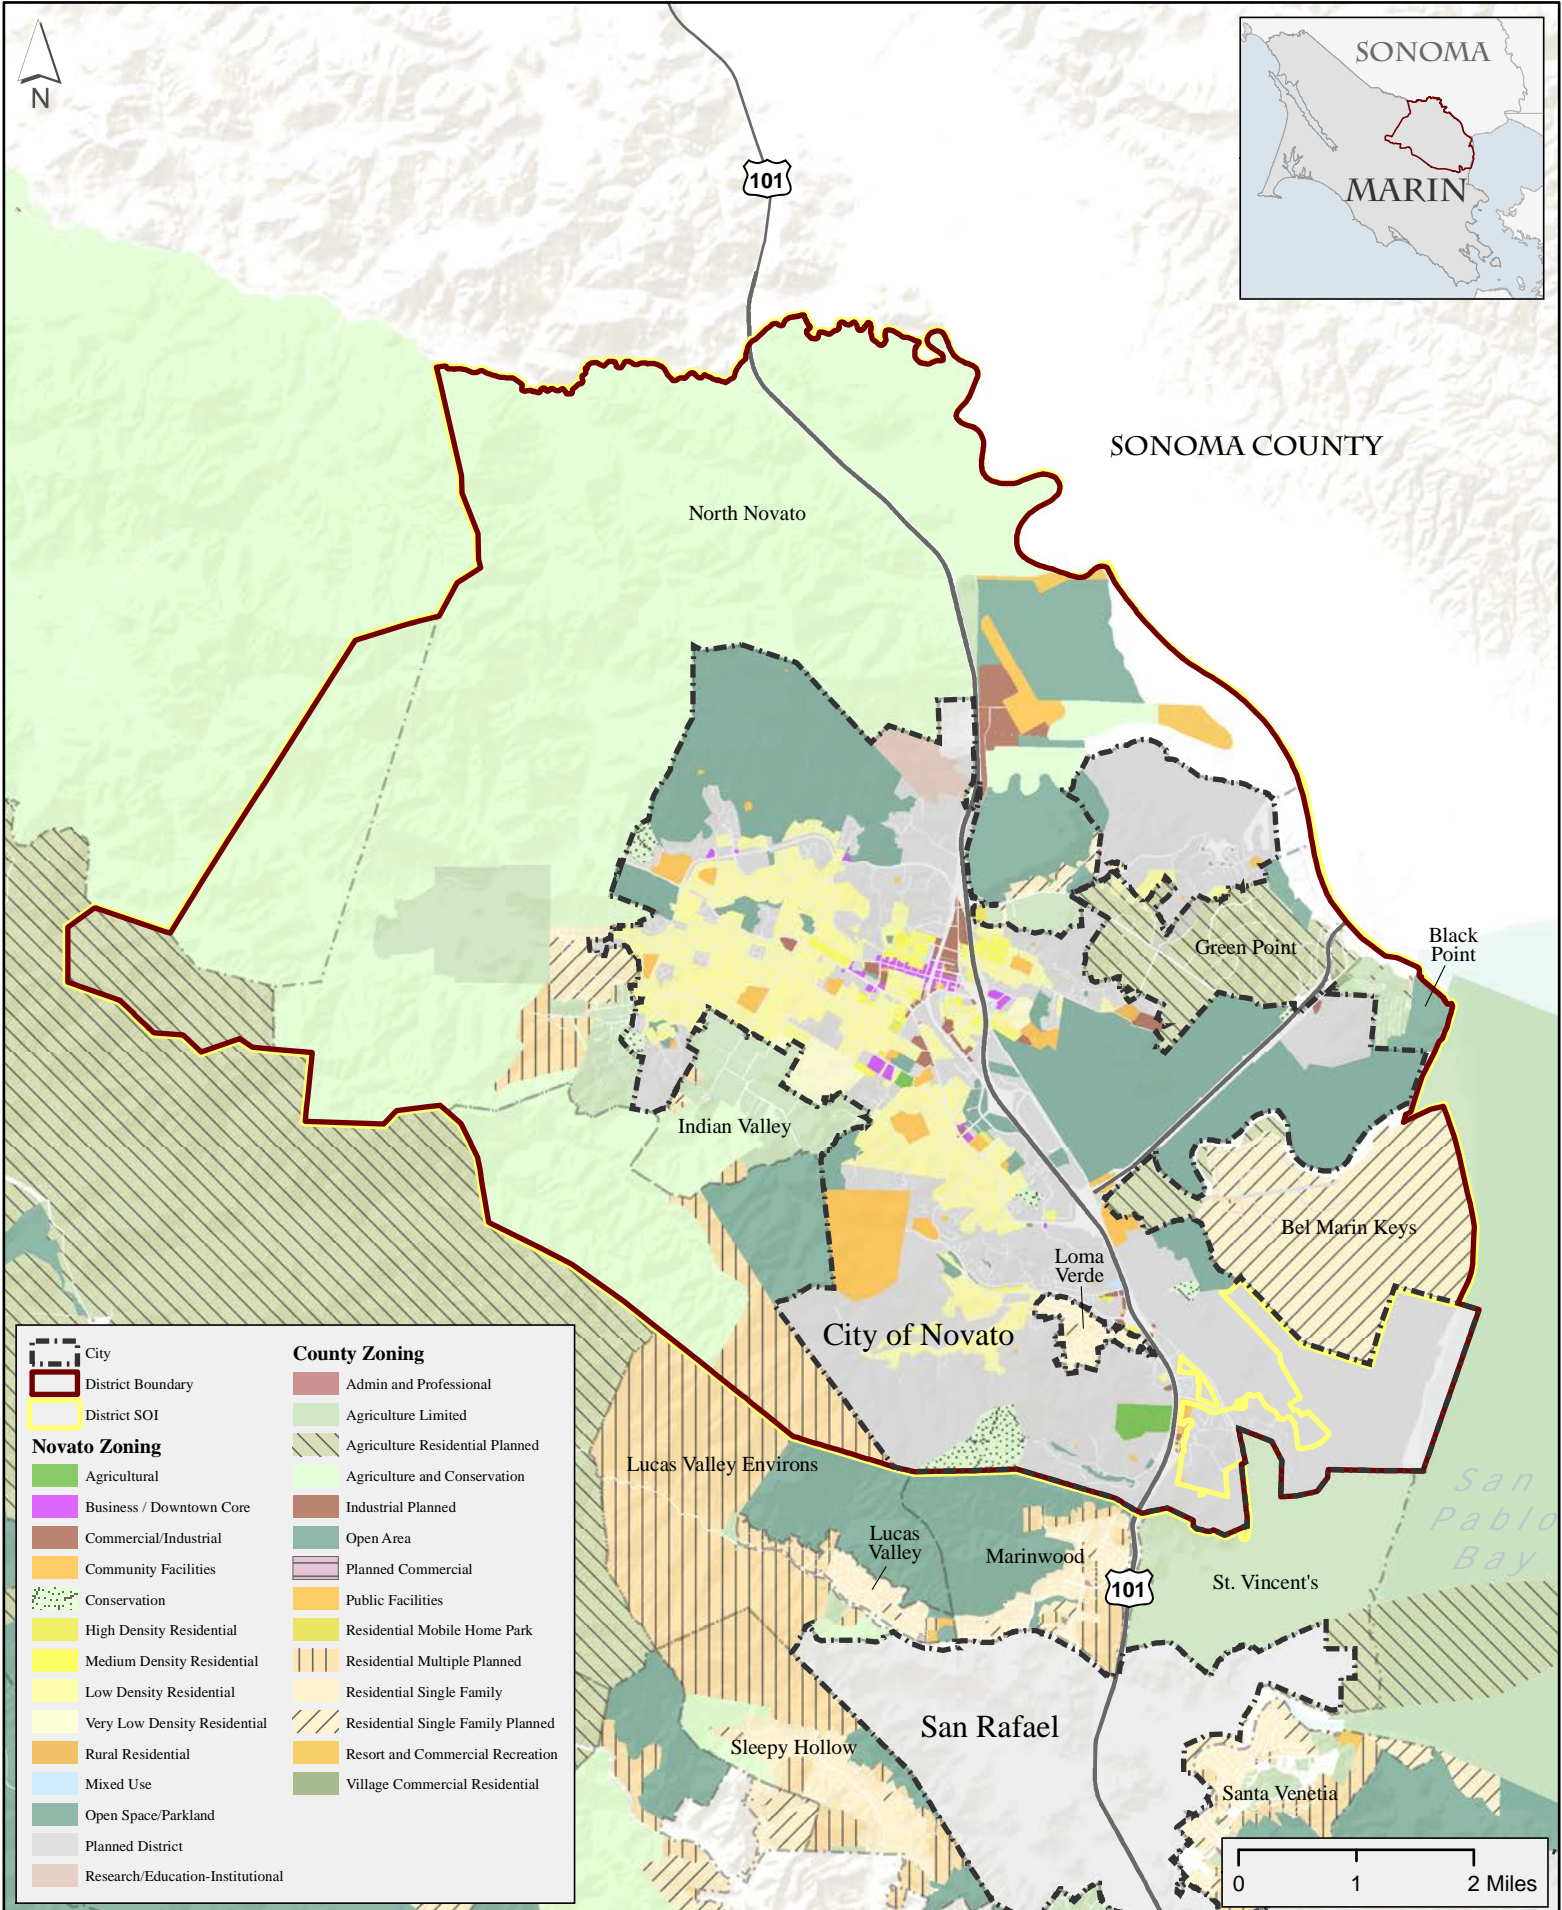 N
SONOMA
MARIN
101
SONOMA COUNTY
North Novato
Green Point
Black
Point
Indian Valley
Bel Marin Keys
Loma
Verde
City of Novato
Lucas Valley Environs
Lucas
Valley
Marinwood
101
St. Vincent's
San
Pablo
Bay
San Rafael
Sleepy Hollow
Santa Venetia
City
District Boundary
District SOI
Novato Zoning
Agricultural
Business / Downtown Core
Commercial/Industrial
Community Facilities
Conservation
High Density Residential
Medium Density Residential
Low Density Residential
Very Low Density Residential
Rural Residential
Mixed Use
Open Space/Parkland
Planned District
Research/Education-Institutional
County Zoning
Admin and Professional
Agriculture Limited
Agriculture Residential Planned
Agriculture and Conservation
Industrial Planned
Open Area
Planned Commercial
Public Facilities
Residential Mobile Home Park
Residential Multiple Planned
Residential Single Family
Residential Single Family Planned
Resort and Commercial Recreation
Village Commercial Residential
0 1 2 Miles